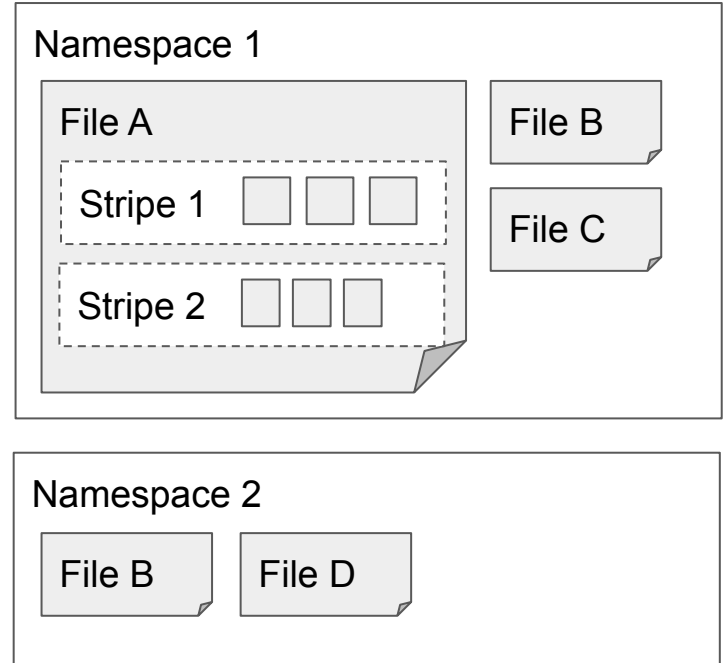 Namespace 1
File A
Stripe 1
Stripe 2
File B
File C
Namespace 2
File B
File D